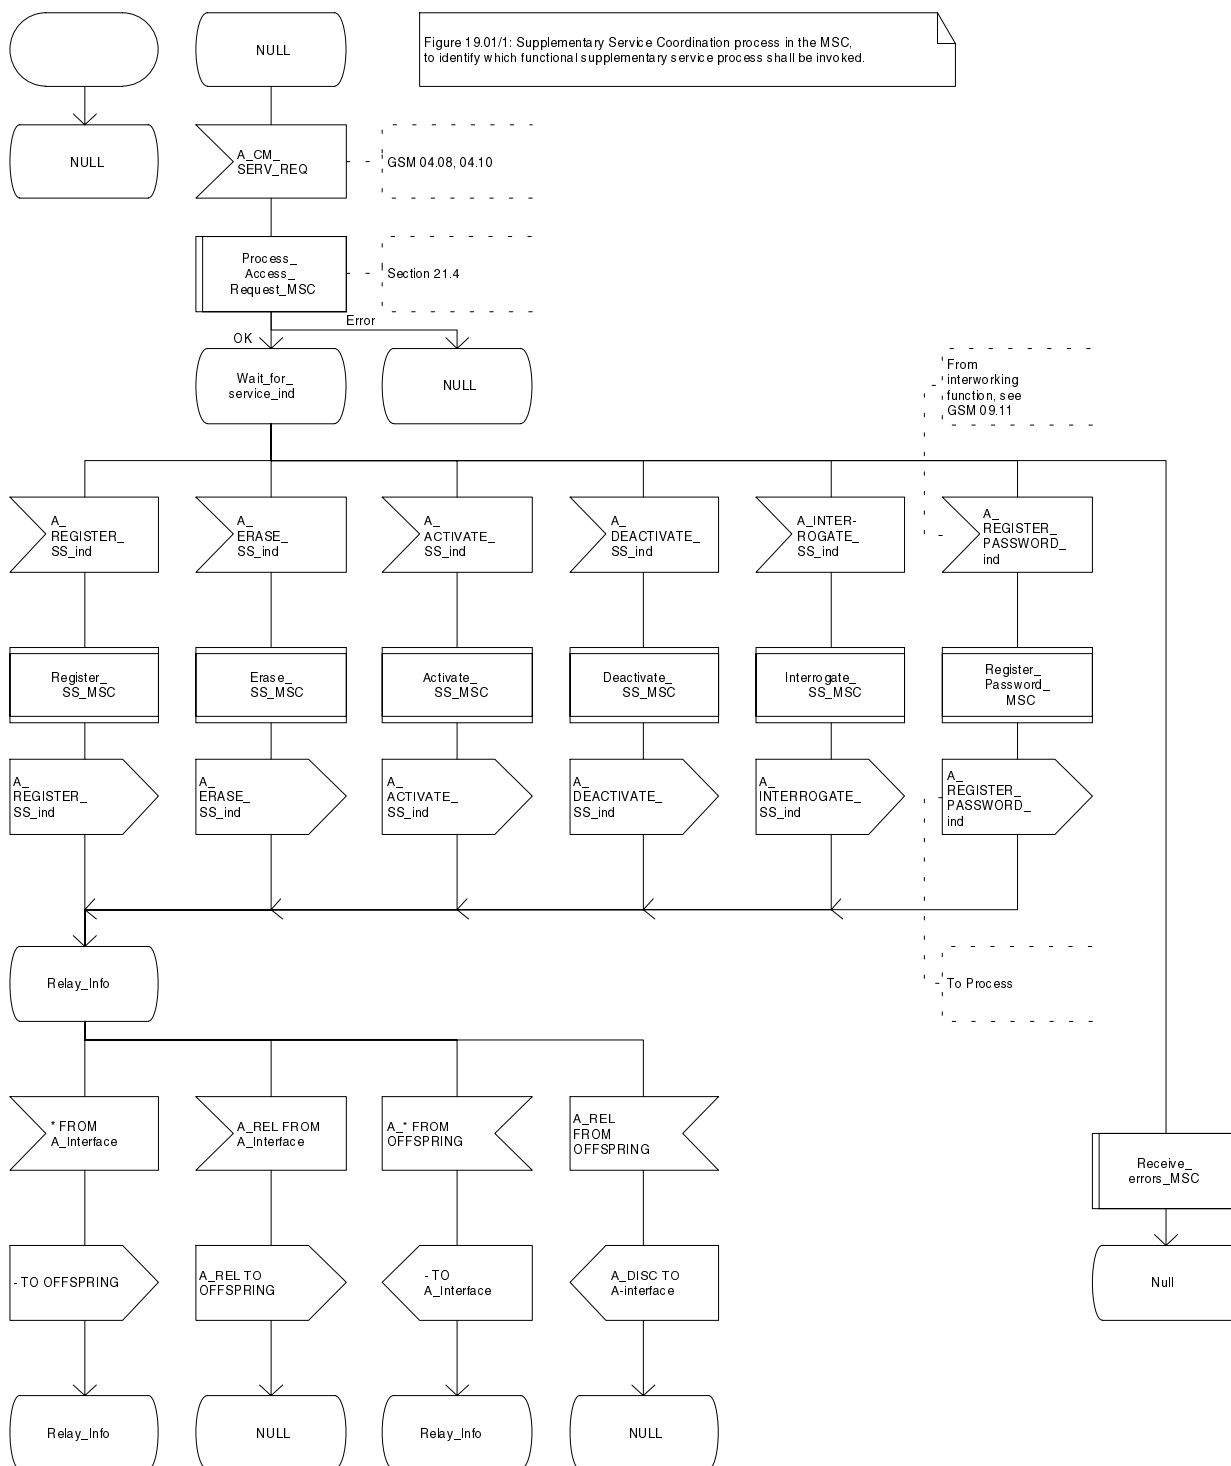 NULL
Figure 19.01/1: Supplementary Service Coordination process in the MSC,
to identify which functional supplementary service process shall be invoked.
NULL
A_CM_
SERV_REQ
GSM 04.08, 04.10
Process_
Access_
Request_MSC
Section 21.4
Error
OK
Wait_for_
service_ind
NULL
From
interworking
function, see
GSM 09.11
A_
REGISTER_
SS_ind
A_
ERASE_
SS_ind
A_
ACTIVATE_
SS_ind
A_
DEACTIVATE_
SS_ind
A_INTER-
ROGATE_
SS_ind
A_
REGISTER_
PASSWORD_
ind
Register_
SS_MSC
Erase_
SS_MSC
Activate_
SS_MSC
Deactivate_
SS_MSC
Interrogate_
SS_MSC
Register_
Password_
MSC
A_
REGISTER_
SS_ind
A_
ERASE_
SS_ind
A_
ACTIVATE_
SS_ind
A_
DEACTIVATE_
SS_ind
A_
INTERROGATE_
SS_ind
A_
REGISTER_
PASSWORD_
ind
Relay_Info
To Process
* FROM
A_Interface
A_REL FROM
A_Interface
A_* FROM
OFFSPRING
A_REL
FROM
OFFSPRING
Receive_
errors_MSC
- TO OFFSPRING
A_REL TO
OFFSPRING
- TO
A_Interface
A_DISC TO
A-interface
Null
Relay_Info
NULL
Relay_Info
NULL